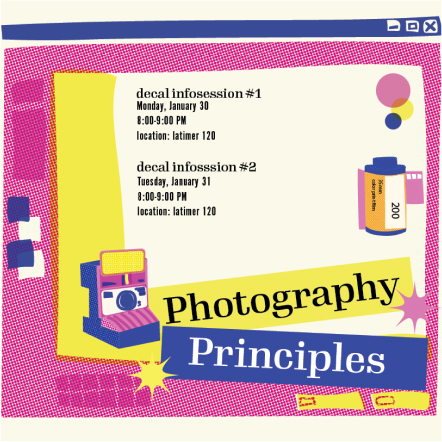 decal infosession #1
Monday, January 30
8:00-9:00 PM
location: latimer 120
decal infosssion #2
Tuesday, January 31
8:00-9:00 PM
location: latimer 120
200
Photography
Principles